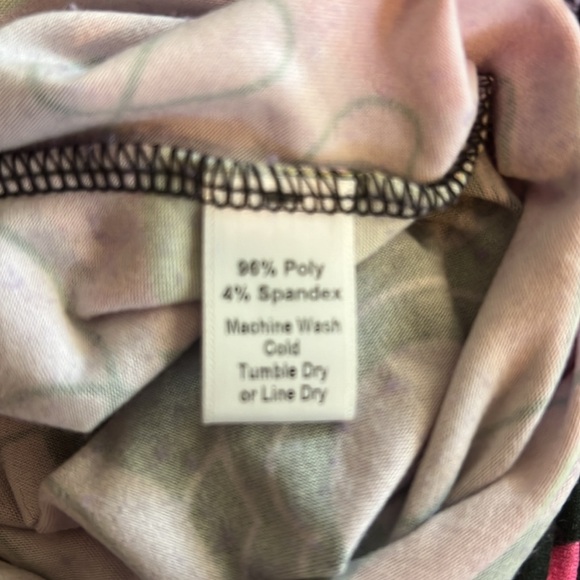 96% Poly
4% Spandex
Machine Wash
Cold
Tumble Dry
or Line Dry